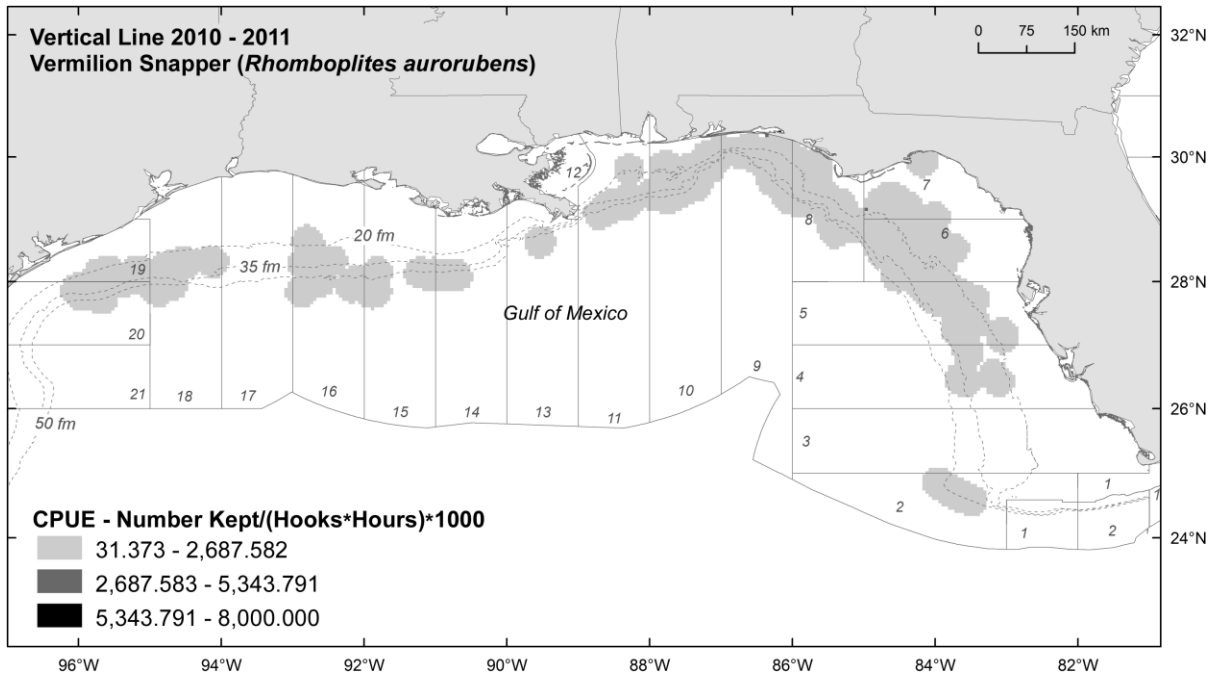 Vertical Line 2010 - 2011
Vermilion Snapper (Rhomboplites aurorubens)
0 75 150 km
32°N
30°N
28°N
26°N
24°N
12
7
8
6
20 fm
19
35 fm
Gulf of Mexico
5
20
9
4
10
21
18
17
16
15
14
13
11
50 fm
3
1
1
2
1
2
CPUE - Number Kept/(Hooks*Hours)*1000
31.373 - 2,687.582
2,687.583 - 5,343.791
5,343.791 - 8,000.000
96°W 94°W 92°W 90°W 88°W 86°W 84°W 82°W